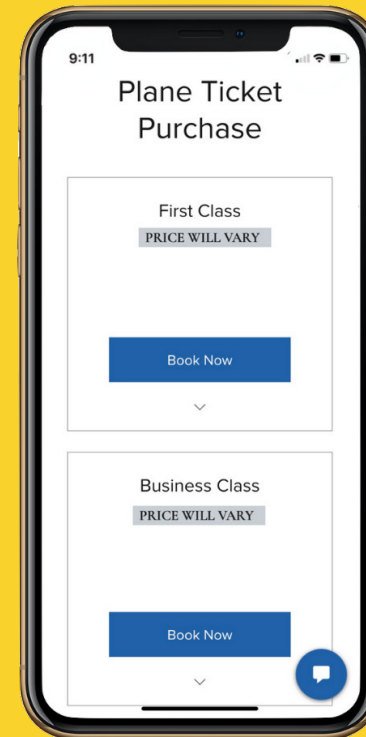 9:11
Plane Ticket
Purchase
First Class
PRICE WILL VARY
Book Now
Business Class
PRICE WILL VARY
Book Now